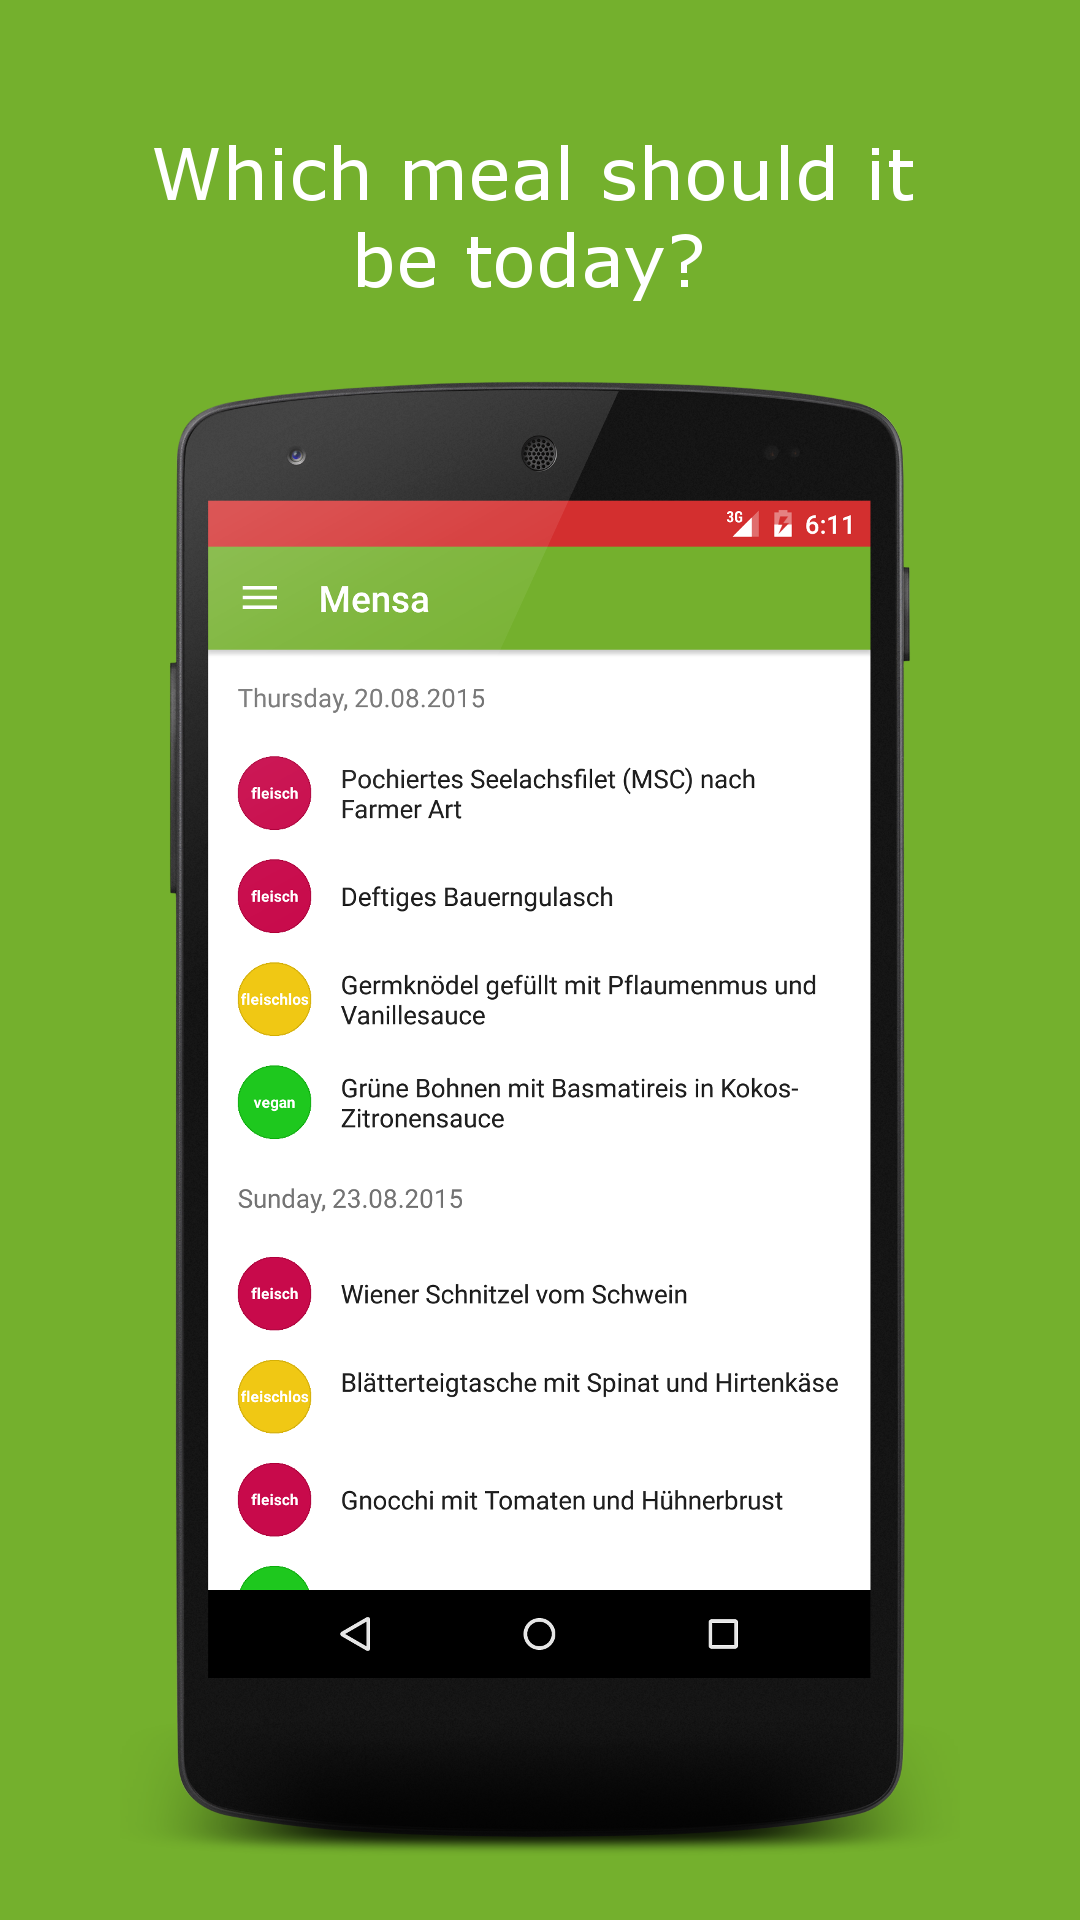 Which meal should it
be today?
3G 6:11
Mensa
Thursday, 20.08.2015
fleisch
Pochiertes Seelachsfilet (MSC) nach
Farmer Art
fleisch
Deftiges Bauerngulasch
fleischlos
Germknödel gefüllt mit Pflaumenmus und
Vanillesauce
vegan
Grüne Bohnen mit Basmatireis in Kokos-
Zitronensauce
Sunday, 23.08.2015
fleisch
Wiener Schnitzel vom Schwein
fleischlos
Blätterteigtasche mit Spinat und Hirtenkäse
fleisch
Gnocchi mit Tomaten und Hühnerbrust